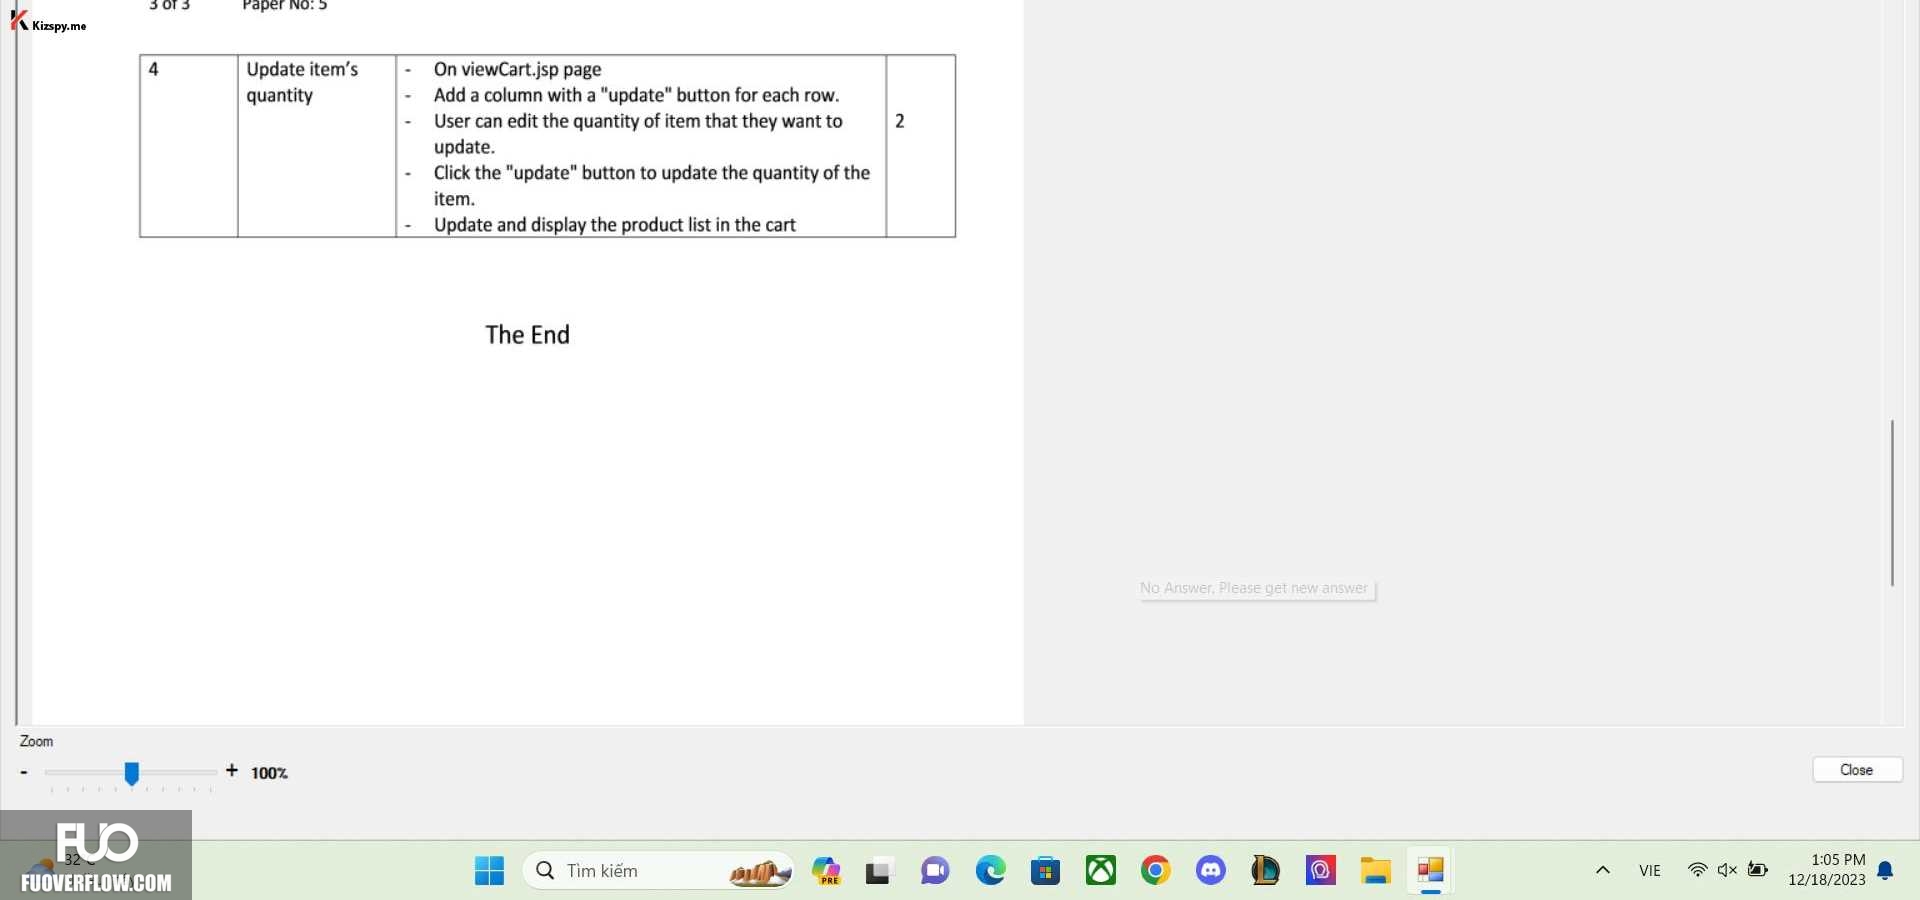 3 of 3 Paper No: 5
Kizspy.me
4 Update item's quantity
- On viewCart.jsp page
- Add a column with a "update" button for each row.
- User can edit the quantity of item that they want to
update.
- Click the "update" button to update the quantity of the
item.
- Update and display the product list in the cart
2
The End
No Answer, Please get new answer
Zoom
- + 100%
Close
FUO
32°C
FUOVERFLOW.COM
Tìm kiếm
PRE
VIE
1:05 PM
12/18/2023